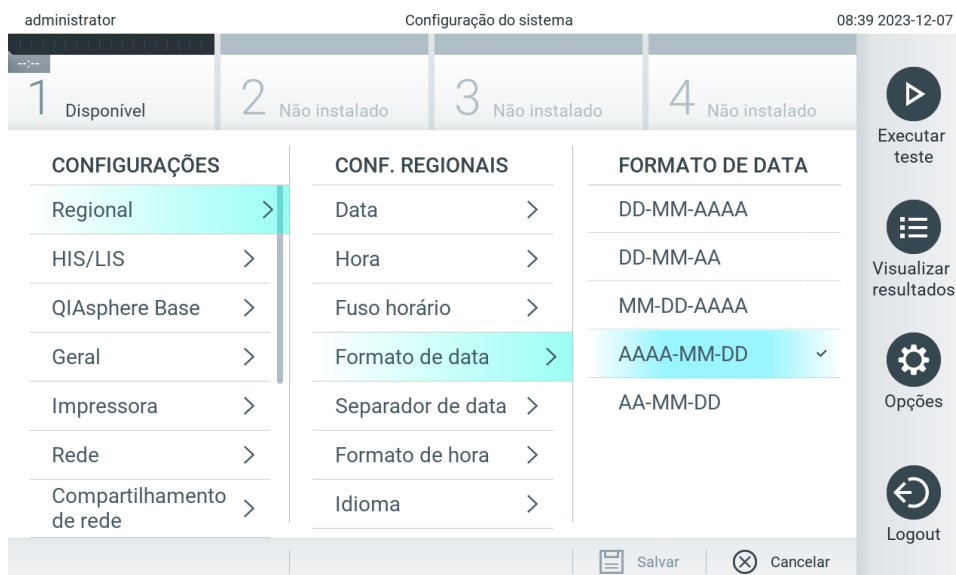 administrator
Configuração do sistema
08:39 2023-12-07
--:--
1 Disponível
2 Não instalado
3 Não instalado
4 Não instalado
CONFIGURAÇÕES
Regional
HIS/LIS
QIAsphere Base
Geral
Impressora
Rede
Compartilhamento
de rede
CONF. REGIONAIS
Data
Hora
Fuso horário
Formato de data
Separador de data
Formato de hora
Idioma
FORMATO DE DATA
DD-MM-AAAA
DD-MM-AA
MM-DD-AAAA
AAAA-MM-DD
AA-MM-DD
Executar
teste
Visualizar
resultados
Opções
Logout
Salvar
Cancelar